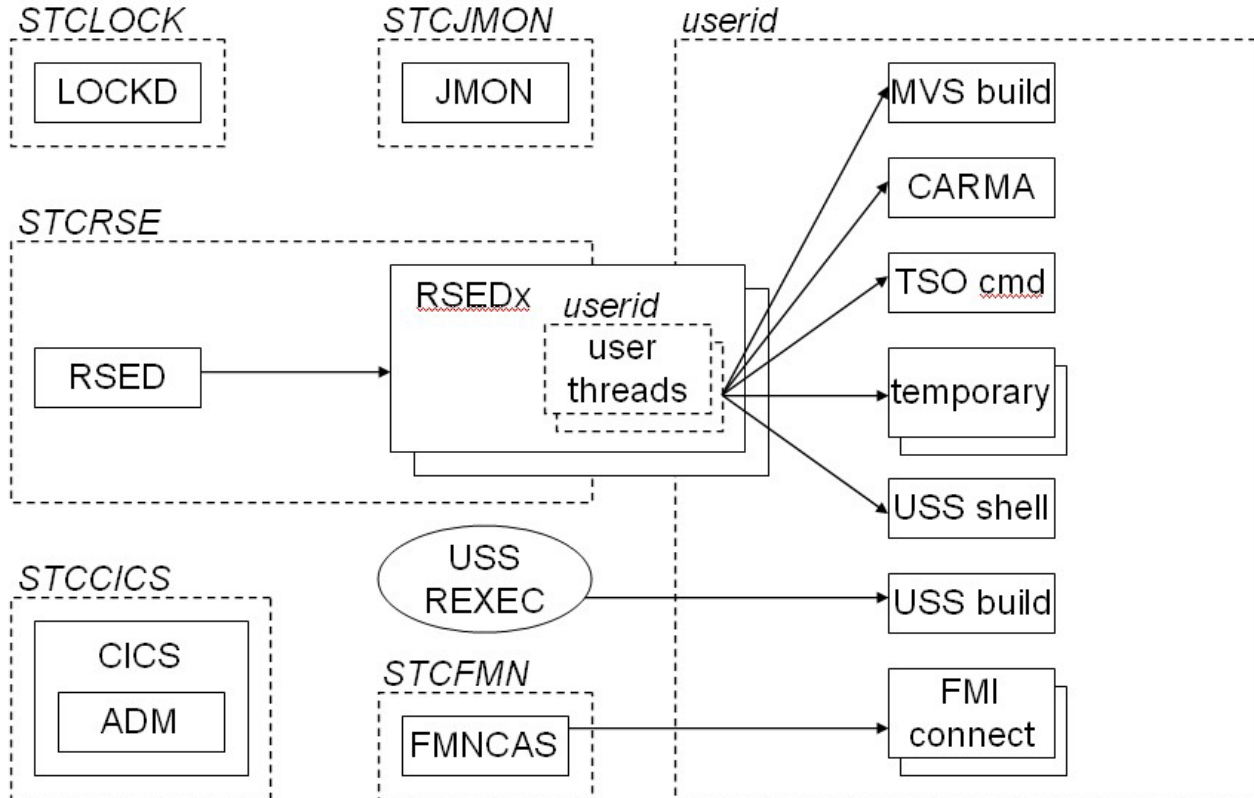 STCLOCK
LOCKD
STCJMON
JMON
userid
MVS build
CARMA
TSO cmd
temporary
USS shell
USS build
FMI
connect
STCRSE
RSED
RSEDx
userid
user
threads
USS
REXEC
STCCICS
CICS
ADM
STCFMN
FMNCAS